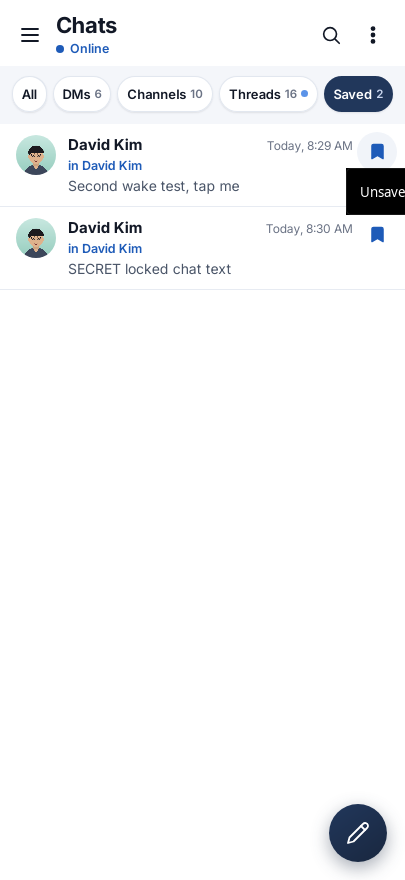 Chats
Online
All
DMs 6
Channels 10
Threads 16
Saved 2
David Kim
Today, 8:29 AM
in David Kim
Second wake test, tap me
Unsave
David Kim
Today, 8:30 AM
in David Kim
SECRET locked chat text